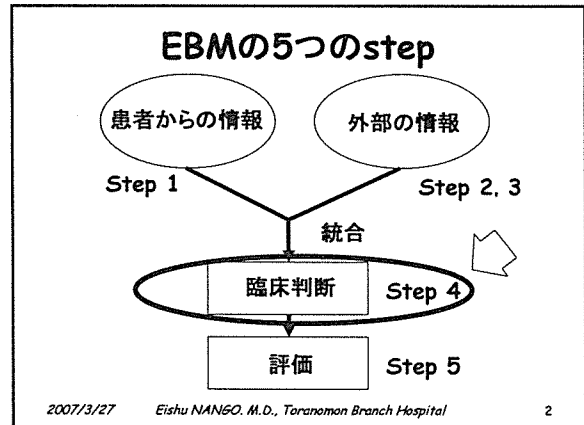 EBMの5つのstep
患者からの情報
外部の情報
Step 1
Step 2, 3
統合
臨床判断
Step 4
評価
Step 5
2007/3/27
Eishu NANGO. M.D., Toranomon Branch Hospital
2